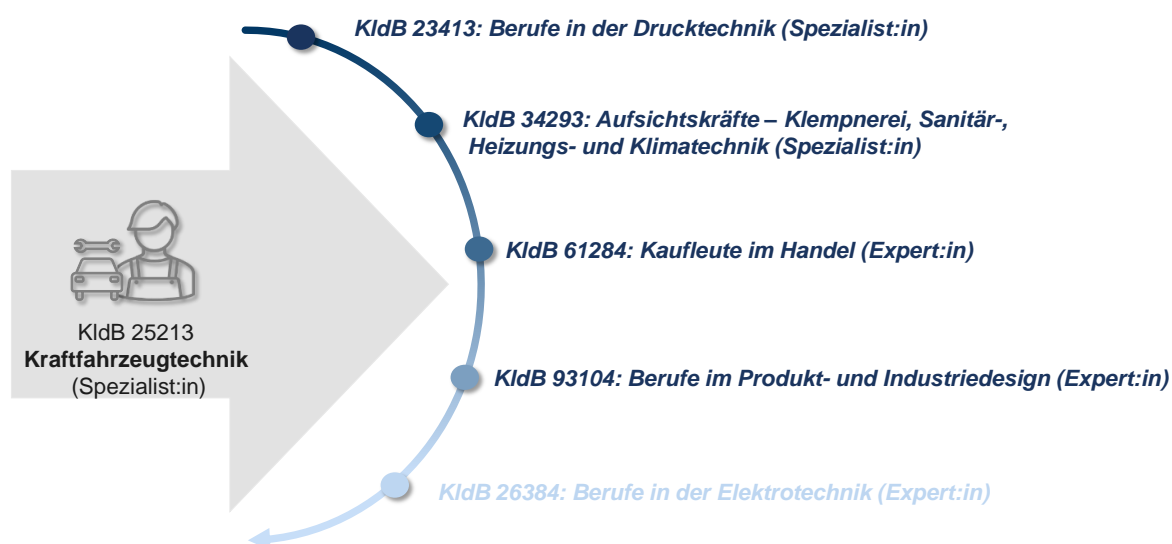 KldB 23413: Berufe in der Drucktechnik (Spezialist:in)
KldB 34293: Aufsichtskräfte – Klempnerei, Sanitär-,
Heizungs- und Klimatechnik (Spezialist:in)
KldB 61284: Kaufleute im Handel (Expert:in)
KldB 25213
Kraftfahrzeugtechnik
(Spezialist:in)
KldB 93104: Berufe im Produkt- und Industriedesign (Expert:in)
KldB 26384: Berufe in der Elektrotechnik (Expert:in)